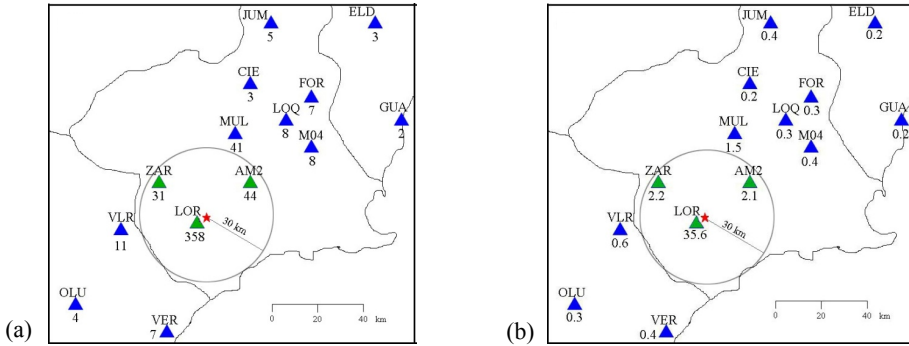 JUM
5
ELD
3
CIE
3
FOR
7
LOQ
8
GUA
2
MUL
41
M04
8
ZAR
31
AM2
44
LOR
358
30 km
VLR
11
OLU
4
VER
7
0 20 40 km
(a)
JUM
0.4
ELD
0.2
CIE
0.2
FOR
0.3
LOQ
0.3
GUA
0.2
MUL
1.5
M04
0.4
ZAR
2.2
AM2
2.1
LOR
35.6
30 km
VLR
0.6
OLU
0.3
VER
0.4
0 20 40 km
(b)